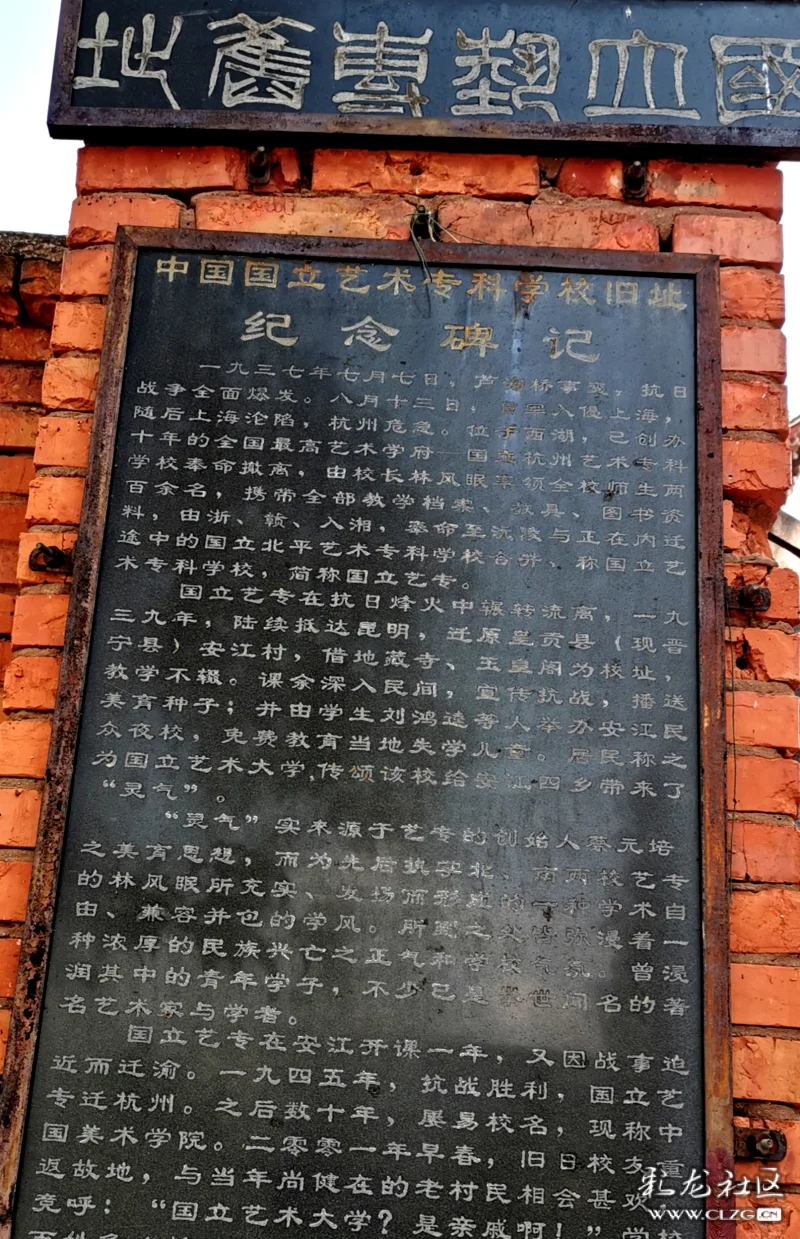 國立藝專舊址
中国国立艺术专科学校旧址
纪念碑记
一九三七年七月七日，芦沟桥事变，抗日
战争全面爆发。八月十三日，日军入侵上海，
随后上海沦陷，杭州危急。位于西湖，已创办
十年的全国最高艺术学府——国立杭州艺术专科
学校奉命撤离，由校长林风眠率领全校师生两
百余名，携带全部教学档案、教具、图书资
料，由浙、赣、入湘，奉命至沅陵与正在内迁
途中的国立北平艺术专科学校合并、称国立艺
术专科学校，简称国立艺专。
国立艺专在抗日烽火中辗转流离，一九
三九年，陆续抵达昆明，迁原呈贡县（现晋
宁县）安江村，借地藏寺、玉皇阁为校址，
教学不辍。课余深入民间，宣传抗战，播送
美育种子；并由学生刘鸿逵等人举办安江民
众夜校，免费教育当地失学儿童。居民称之
为国立艺术大学,传颂该校给安江四乡带来了
“灵气”。
“灵气”实来源于艺专的创始人蔡元培
之美育思想，而为先后执掌北、南两校艺专
的林风眠所充实、发扬而形成的一种学术自
由、兼容并包的学风。所到之处皆弥漫着一
种浓厚的民族兴亡之正气和学校气氛。曾浸
润其中的青年学子，不少已是举世闻名的著
名艺术家与学者。
国立艺专在安江开课一年，又因战事迫
近而迁渝。一九四五年，抗战胜利，国立艺
专迁杭州。之后数十年，屡易校名，现称中
国美术学院。二零零一年早春，旧日校友重
返故地，与当年尚健在的老村民相会甚欢，
竞呼：“国立艺术大学？是亲戚啊！”学校
彩龙社区
WWW.CLZG.CN